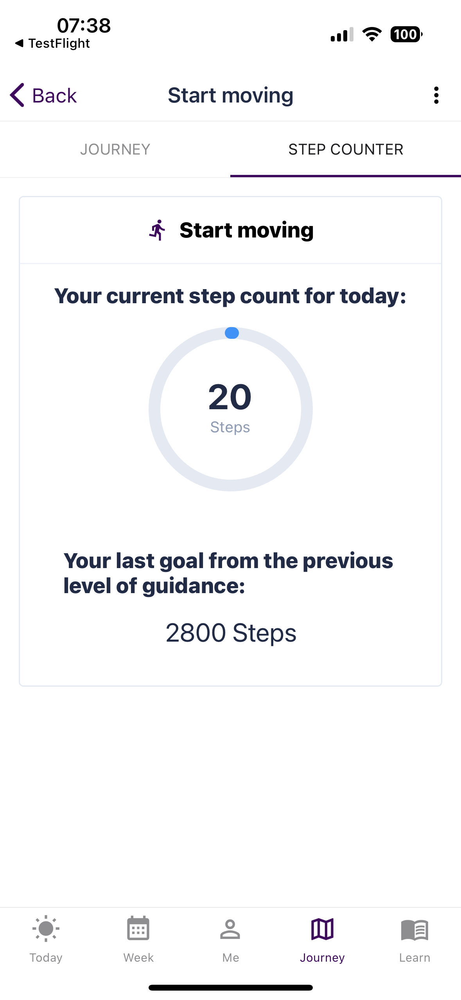 07:38
TestFlight
100
Back
Start moving
JOURNEY
STEP COUNTER
Start moving
Your current step count for today:
20
Steps
Your last goal from the previous
level of guidance:
2800 Steps
Today
Week
Me
Journey
Learn